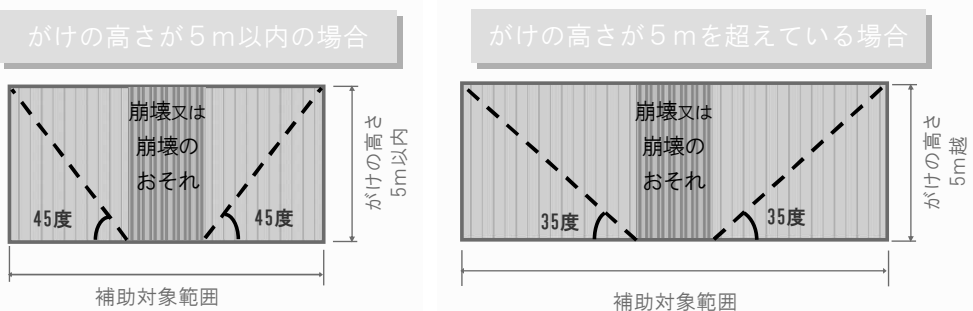 がけの高さが５ｍ以内の場合
崩壊又は
崩壊の
おそれ
45度
45度
がけの高さ
5m以内
補助対象範囲
がけの高さが５ｍを超えている場合
崩壊又は
崩壊の
おそれ
35度
35度
がけの高さ
5m越
補助対象範囲